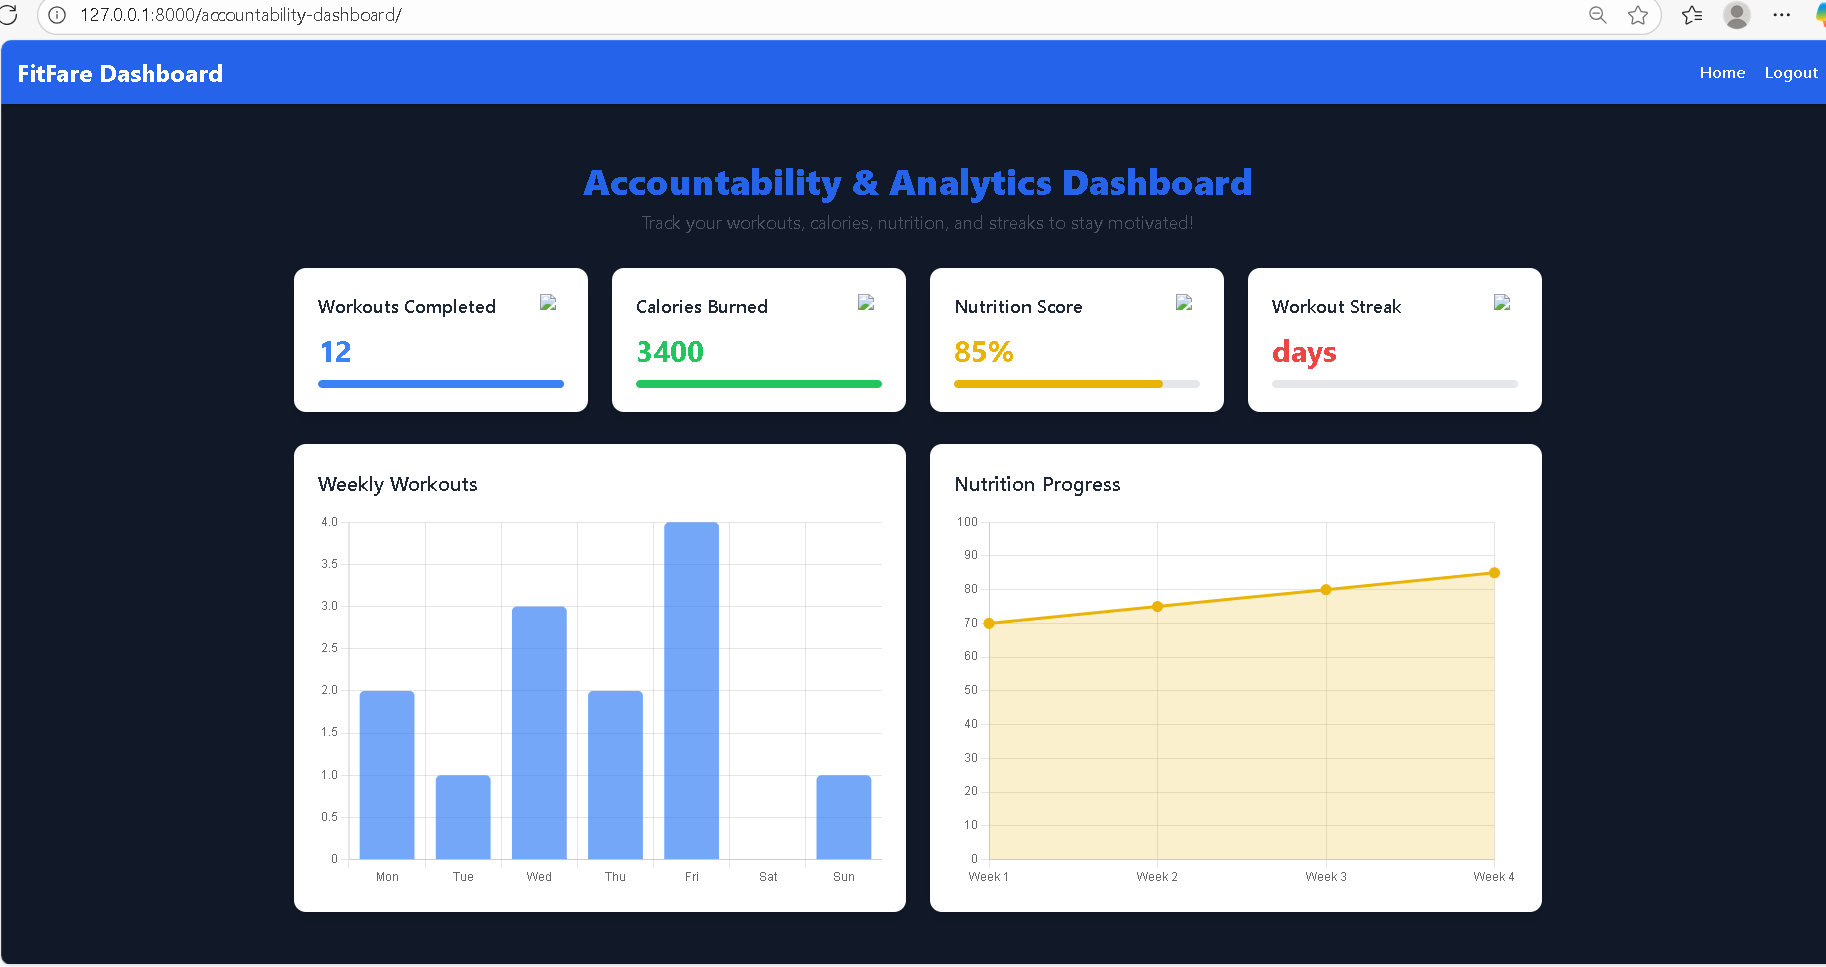 127.0.0.1:8000/accountability-dashboard/
FitFare Dashboard
Home Logout
Accountability & Analytics Dashboard
Track your workouts, calories, nutrition, and streaks to stay motivated!
Workouts Completed
12
Calories Burned
3400
Nutrition Score
85%
Workout Streak
days
Weekly Workouts
4.0
3.5
3.0
2.5
2.0
1.5
1.0
0.5
0
Mon Tue Wed Thu Fri Sat Sun
Nutrition Progress
100
90
80
70
60
50
40
30
20
10
0
Week 1 Week 2 Week 3 Week 4